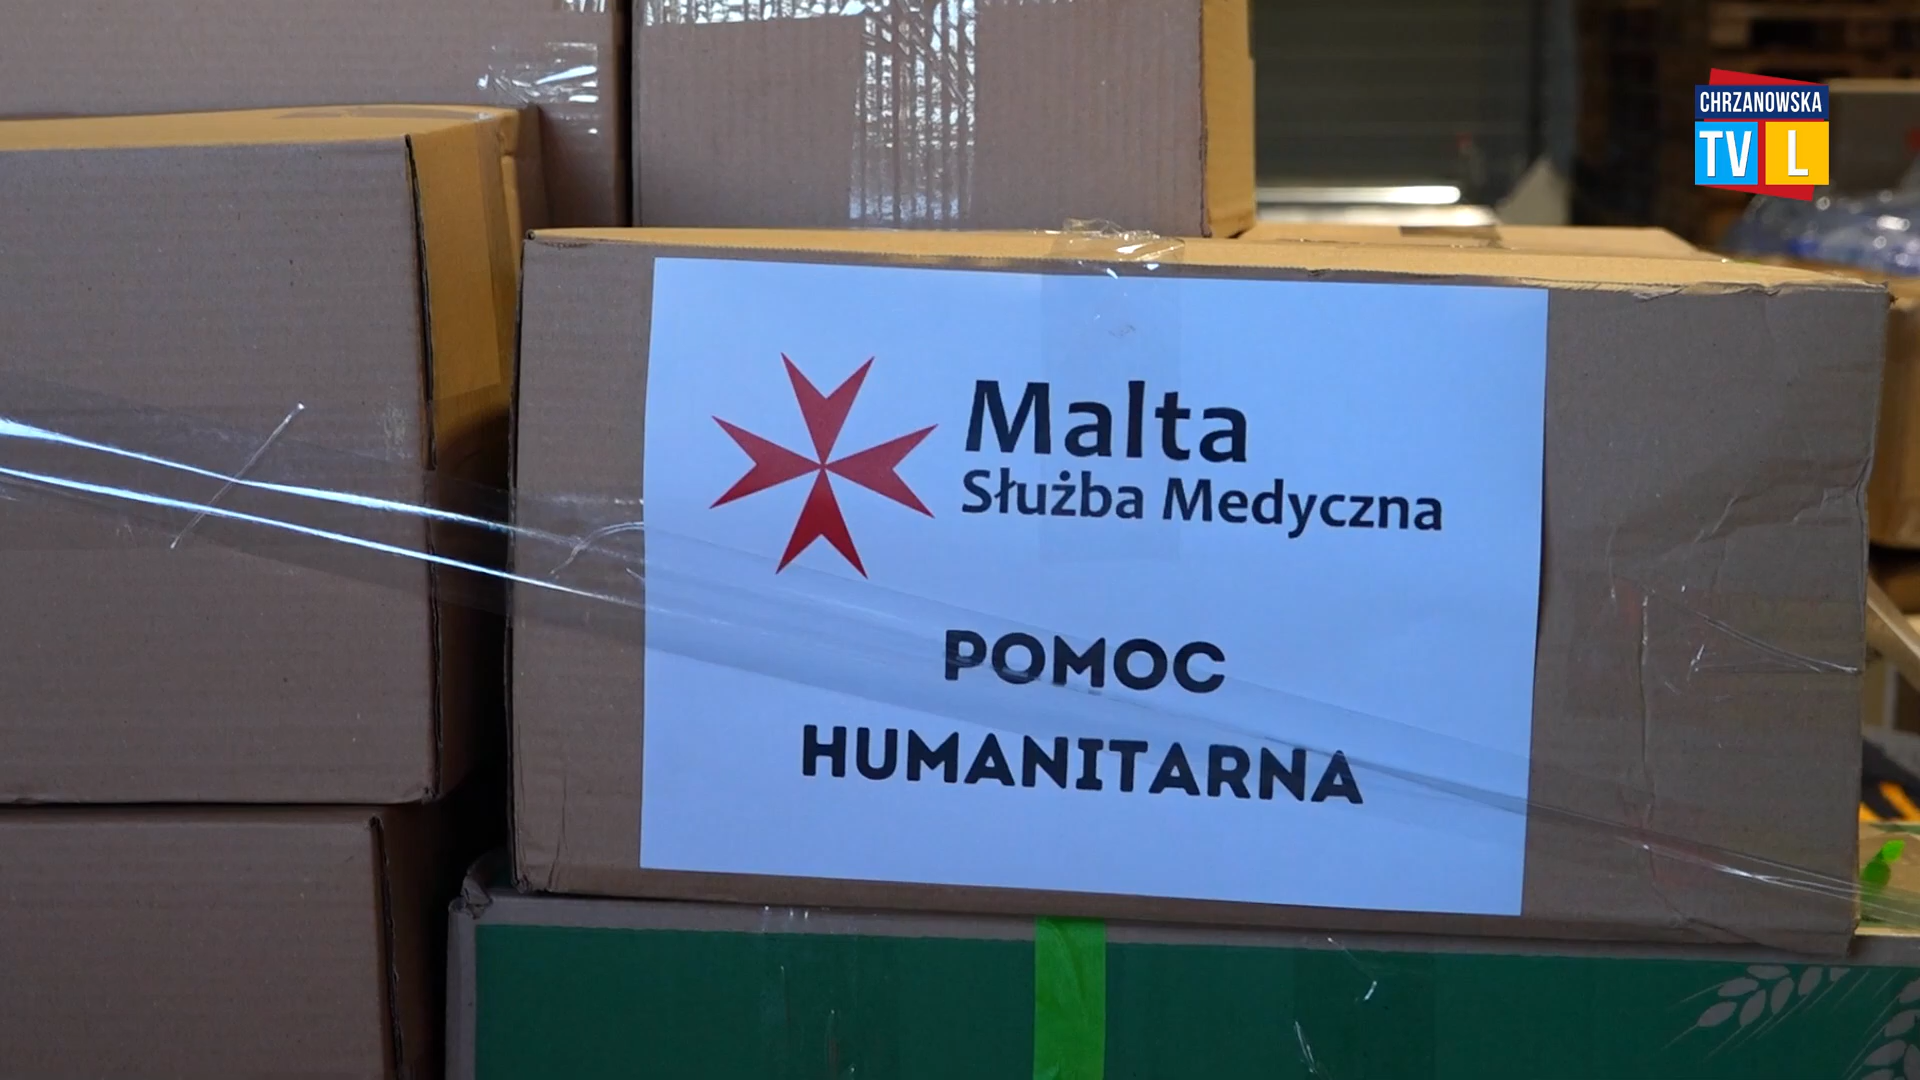 CHRZANOWSKA
TV L
Malta
Służba Medyczna
POMOC
HUMANITARNA